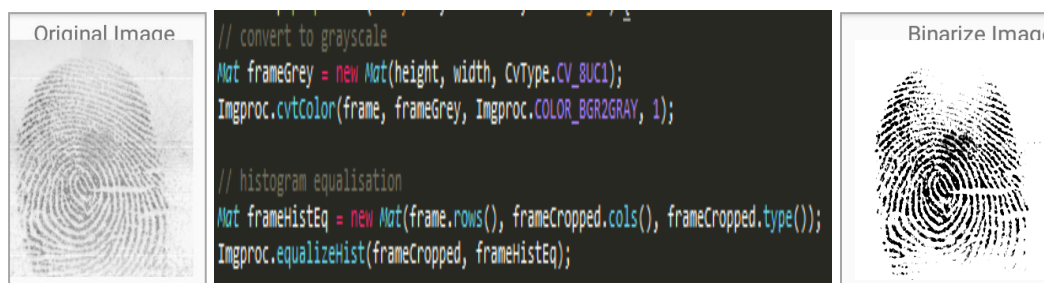 Original Image
// convert to grayscale
Mat frameGrey = new Mat(height, width, CvType.CV_8UC1);
Imgproc.cvtColor(frame, frameGrey, Imgproc.COLOR_BGR2GRAY, 1);
// histogram equalisation
Mat frameHistEq = new Mat(frame.rows(), frameCropped.cols(), frameCropped.type());
Imgproc.equalizeHist(frameCropped, frameHistEq);
Binarize Image